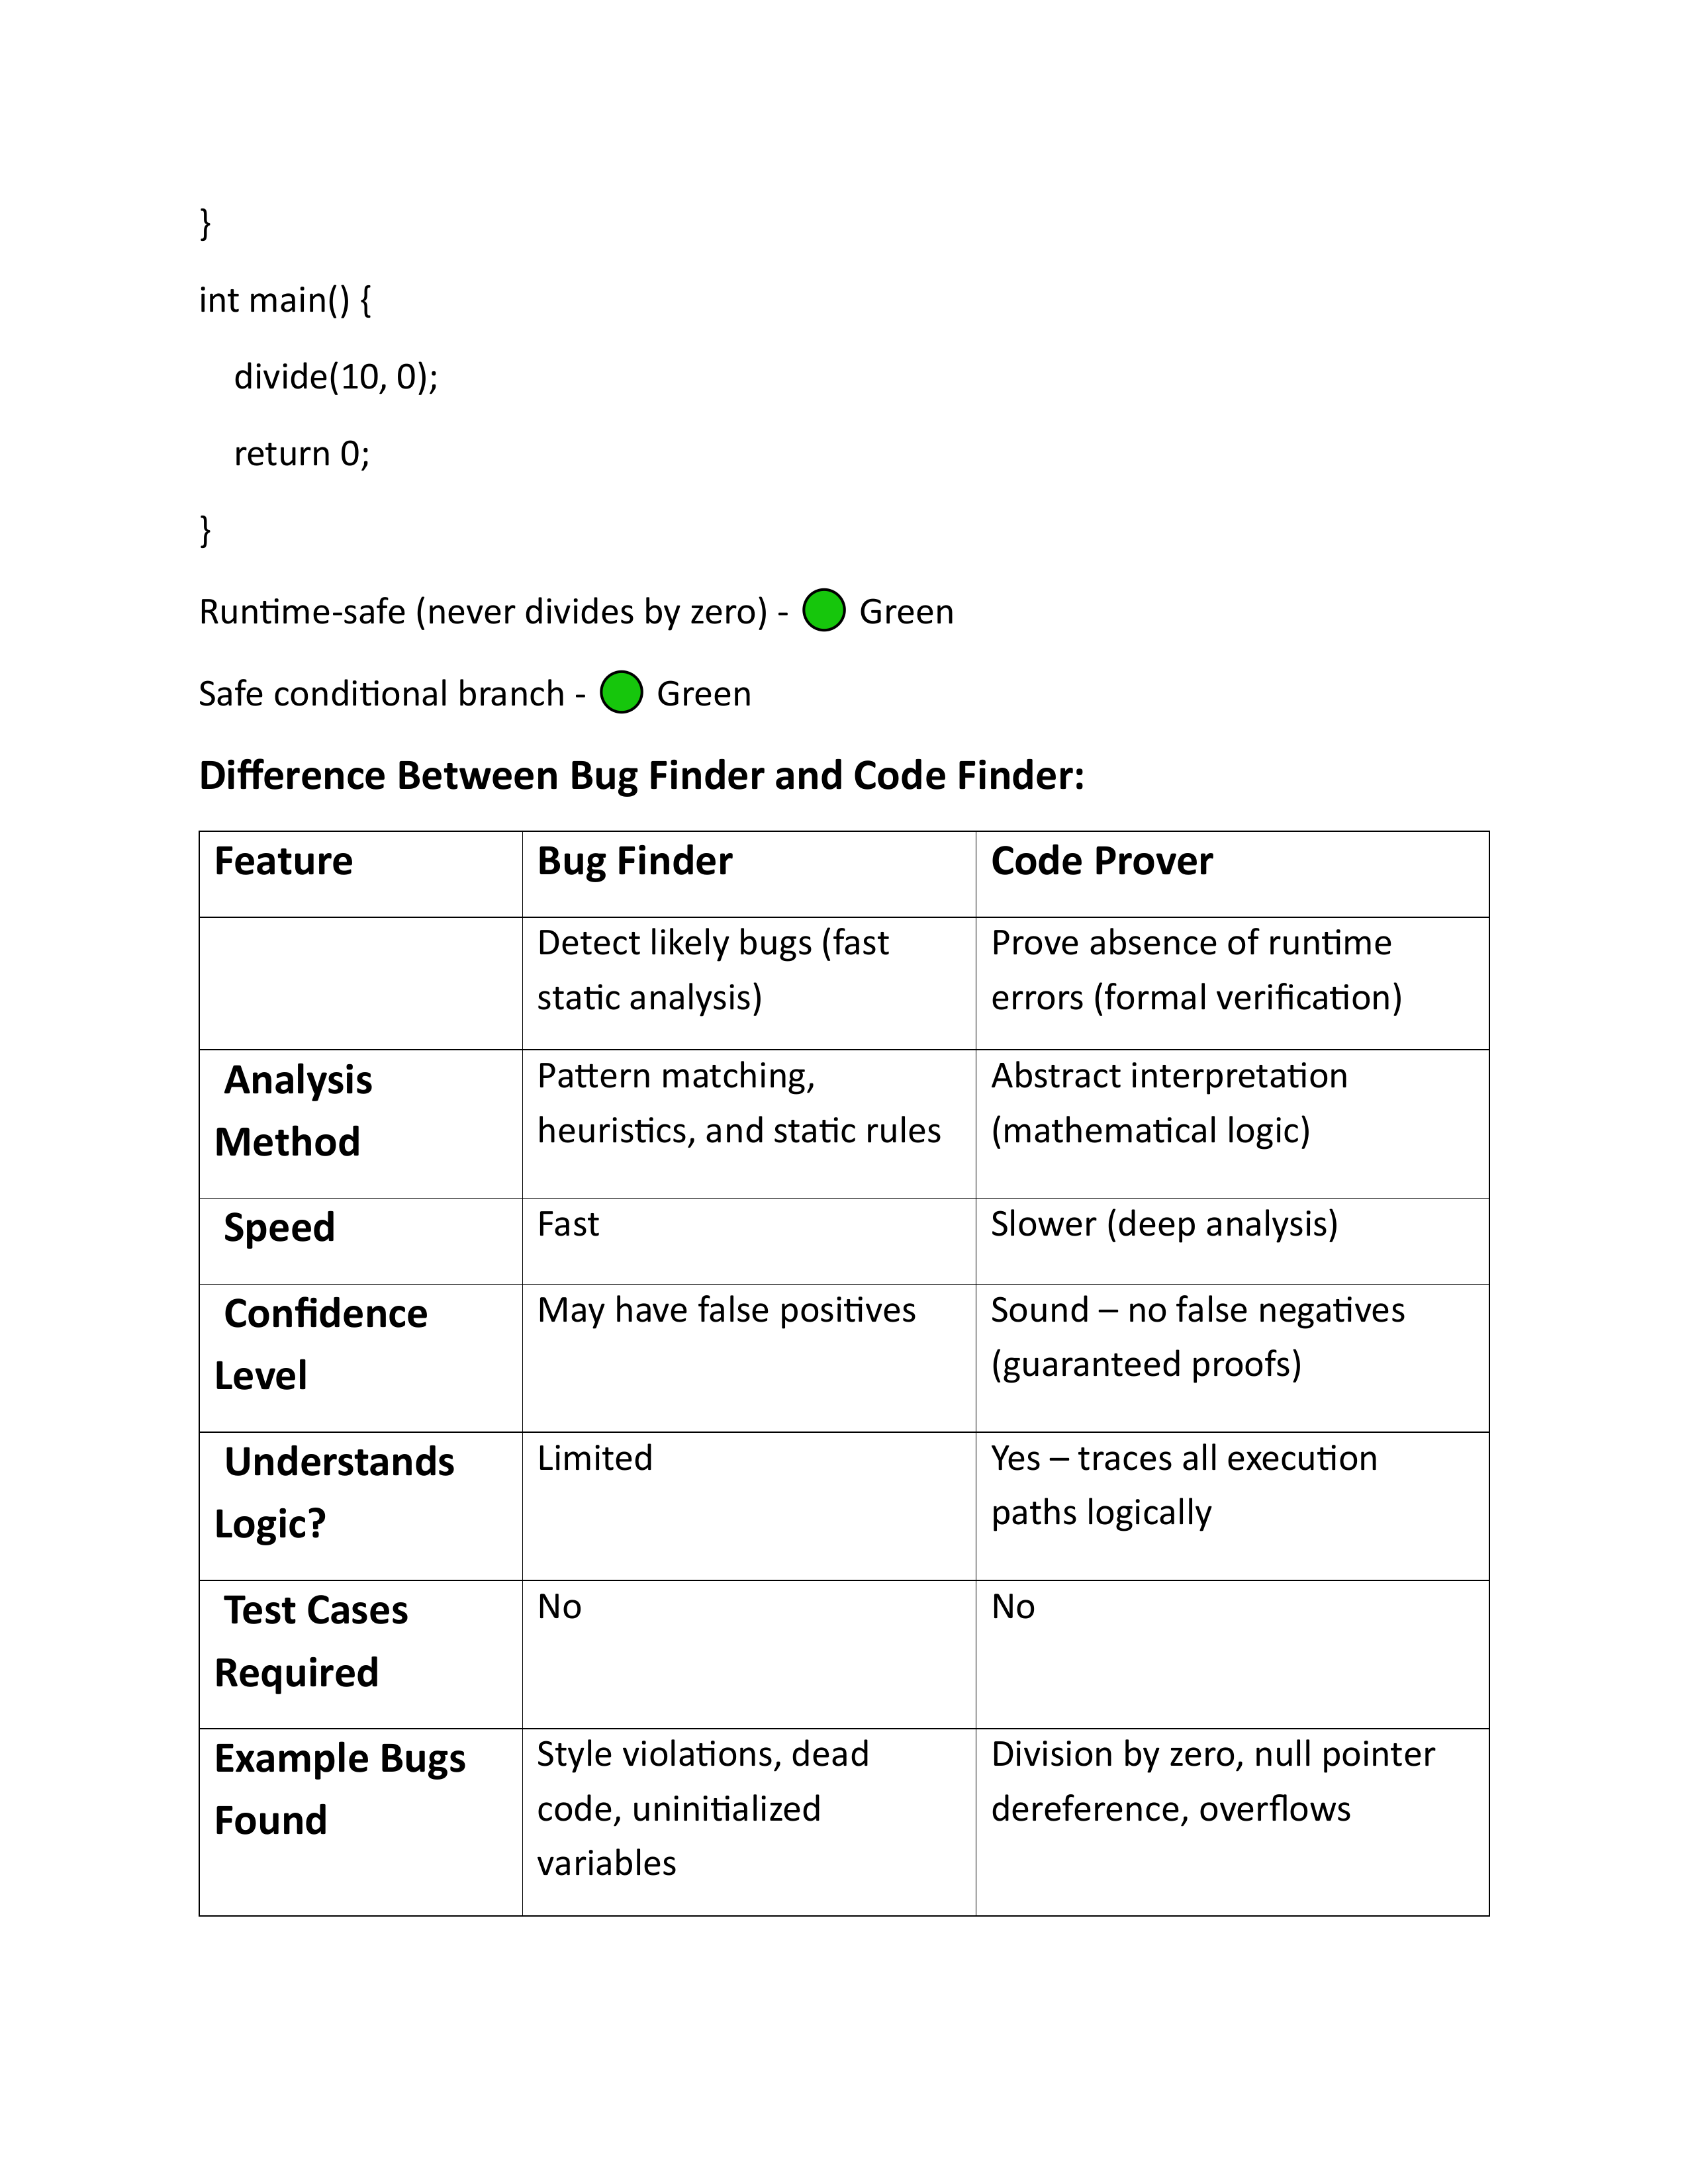 }
int main() {
divide(10, 0);
return 0;
}
Runtime-safe (never divides by zero) - Green
Safe conditional branch - Green
Difference Between Bug Finder and Code Finder:
Feature
Bug Finder
Code Prover
Detect likely bugs (fast
static analysis)
Prove absence of runtime
errors (formal verification)
Analysis
Method
Pattern matching,
heuristics, and static rules
Abstract interpretation
(mathematical logic)
Speed
Fast
Slower (deep analysis)
Confidence
Level
May have false positives
Sound – no false negatives
(guaranteed proofs)
Understands
Logic?
Limited
Yes – traces all execution
paths logically
Test Cases
Required
No
No
Example Bugs
Found
Style violations, dead
code, uninitialized
variables
Division by zero, null pointer
dereference, overflows